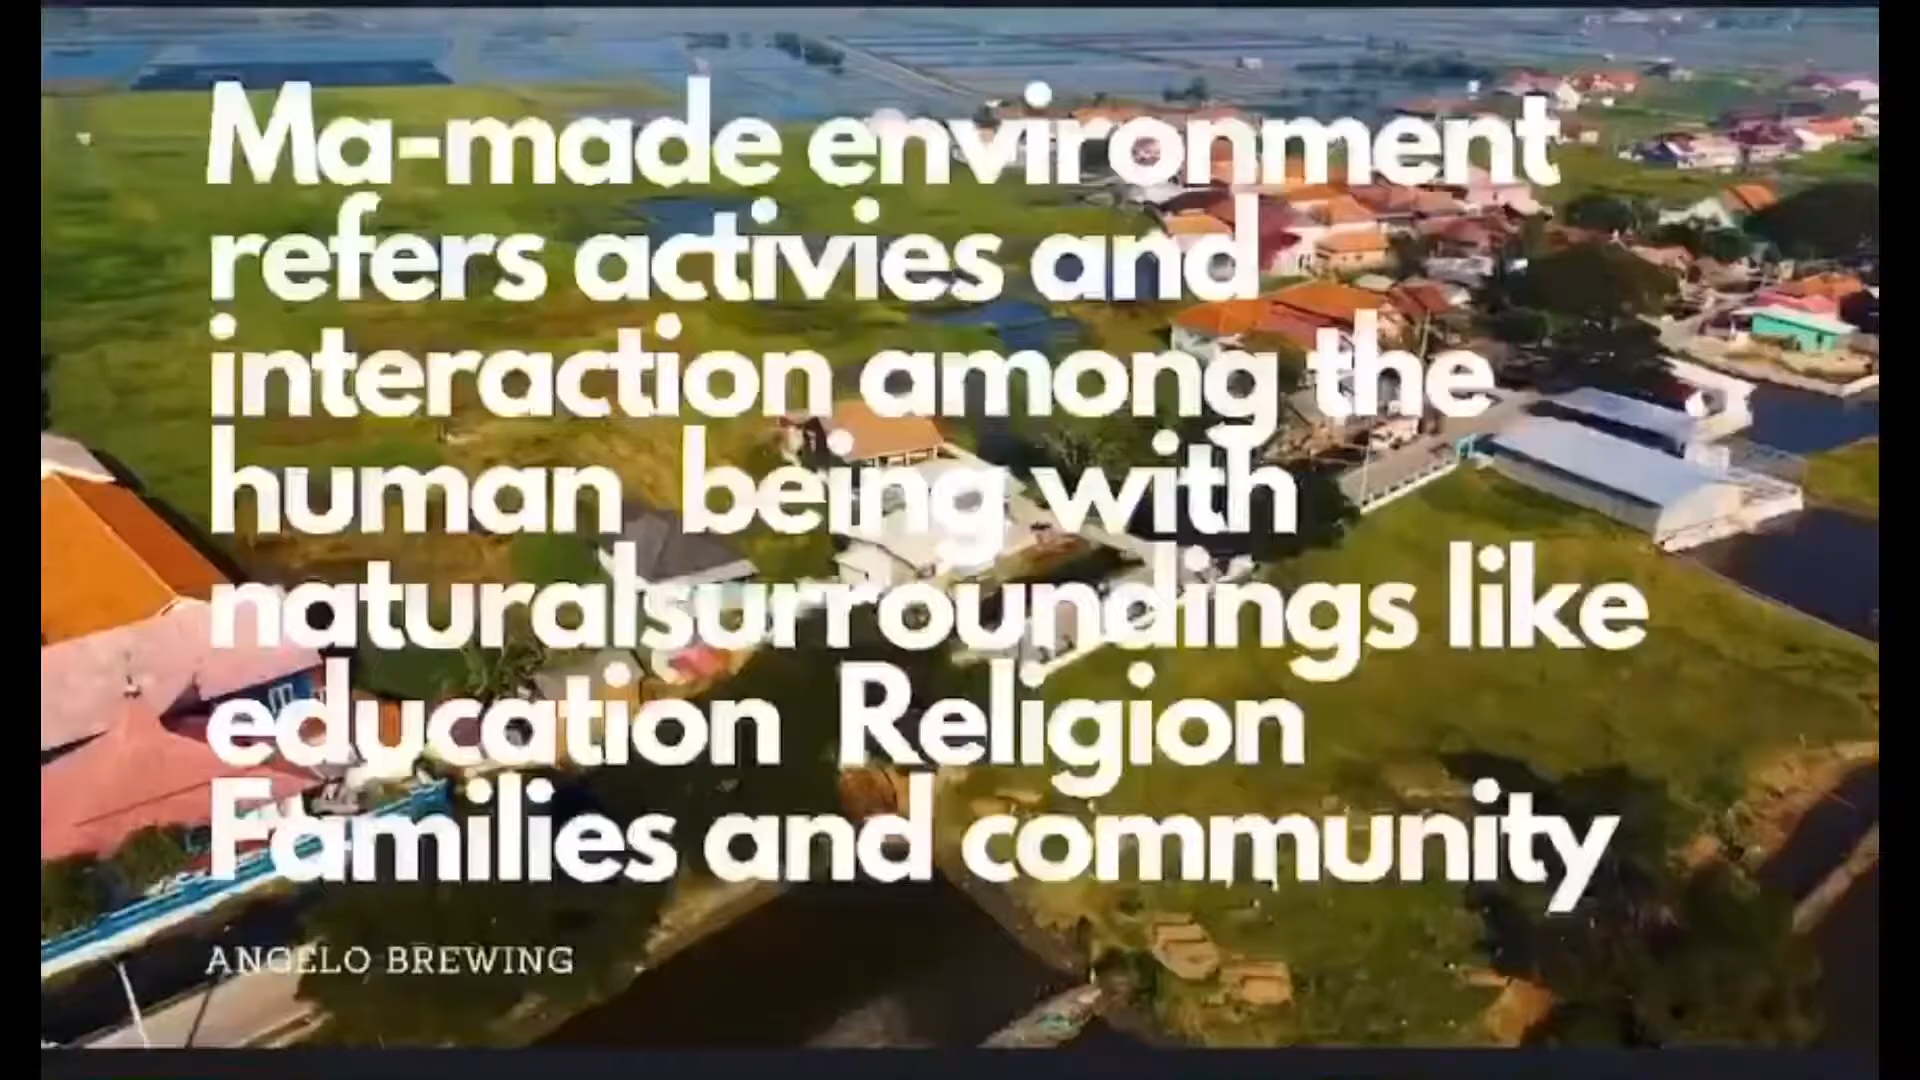 Ma-made environment
refers activies and
interaction among the
human being with
naturalsurroundings like
education Religion
Families and community
ANGELO BREWING